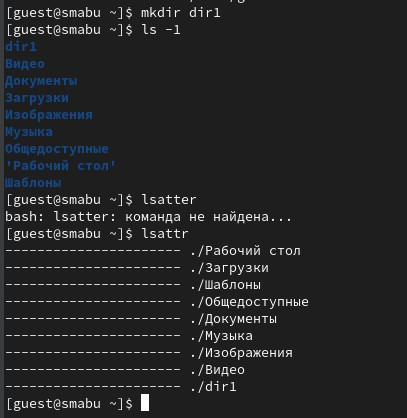 [guest@smabu ~]$ mkdir dir1
[guest@smabu ~]$ ls -1
dir1
Видео
Документы
Загрузки
Изображения
Музыка
Общедоступные
'Рабочий стол'
Шаблоны
[guest@smabu ~]$ lsatter
bash: lsatter: команда не найдена...
[guest@smabu ~]$ lsattr
---------------------- ./Рабочий стол
---------------------- ./Загрузки
---------------------- ./Шаблоны
---------------------- ./Общедоступные
---------------------- ./Документы
---------------------- ./Музыка
---------------------- ./Изображения
---------------------- ./Видео
---------------------- ./dir1
[guest@smabu ~]$